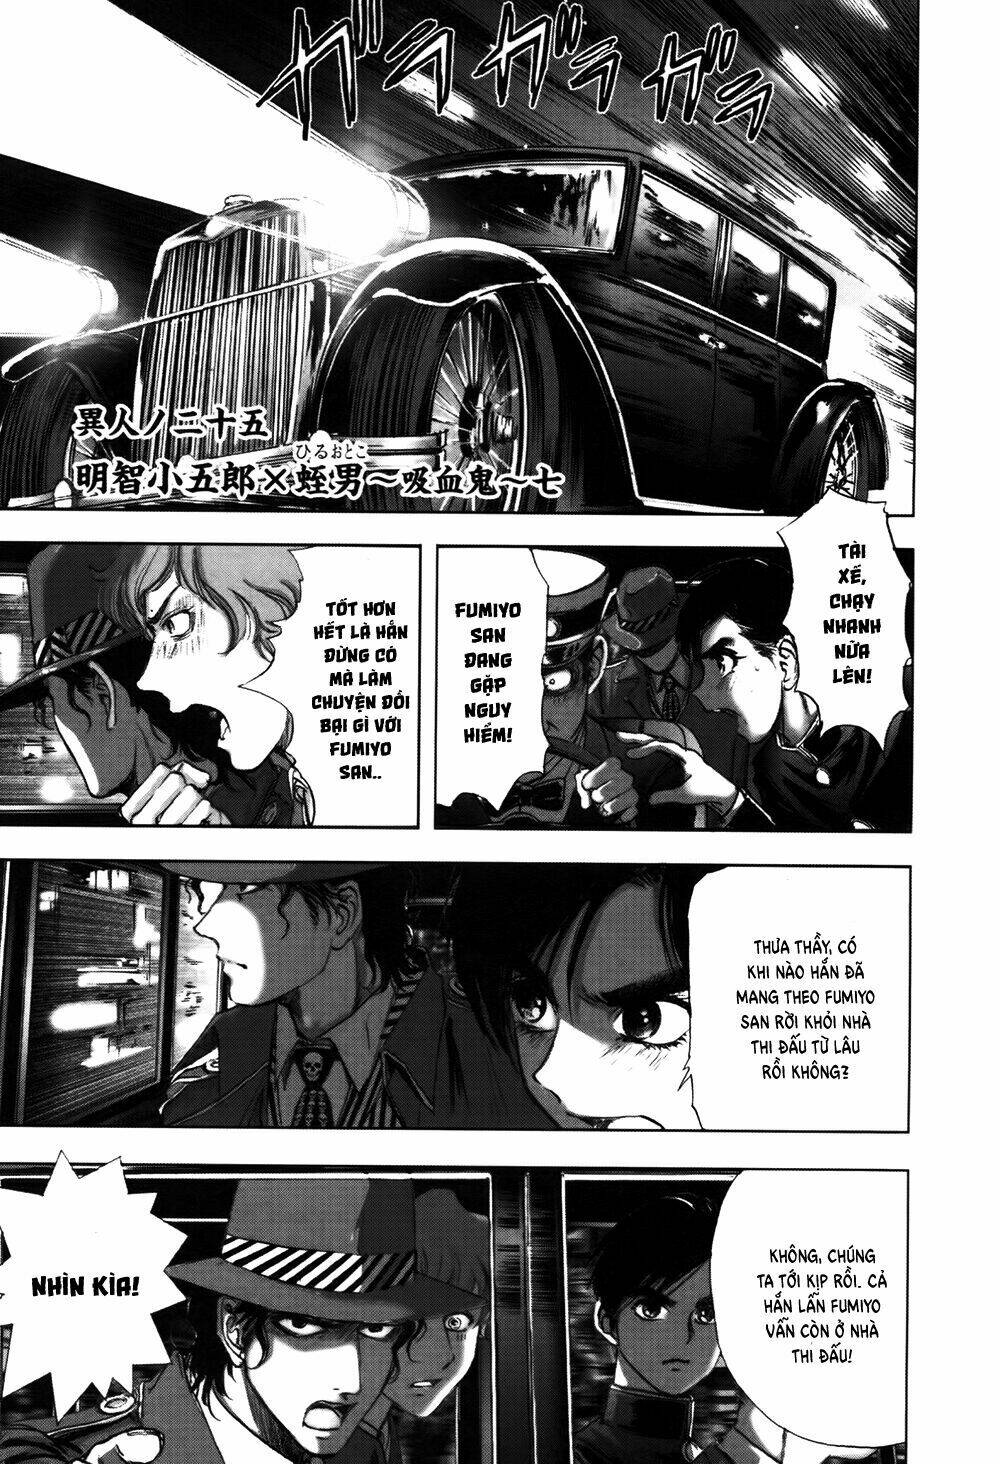 ガガ ガガ ガガ
異人ノ三十五
ひるおとこ
明智小五郎×蛭男～吸血鬼～七
TÀI
XẾ,
CHẠY
NHANH
NỮA
LÊN!
FUMIYO
SAN
ĐANG
GẶP
NGUY
HIỂM!
TỐT HƠN
HẾT LÀ HẮN
ĐỪNG CÓ
MÀ LÀM
CHUYỆN ĐỒI
BẠI GÌ VỚI
FUMIYO
SAN..
THƯA THẦY, CÓ
KHI NÀO HẮN ĐÃ
MANG THEO FUMIYO
SAN RỜI KHỎI NHÀ
THI ĐẤU TỪ LÂU
RỒI KHÔNG?
KHÔNG, CHÚNG
TA TỚI KỊP RỒI. CẢ
HẮN LẪN FUMIYO
VẪN CÒN Ở NHÀ
THI ĐẤU!
NHÌN KÌA!